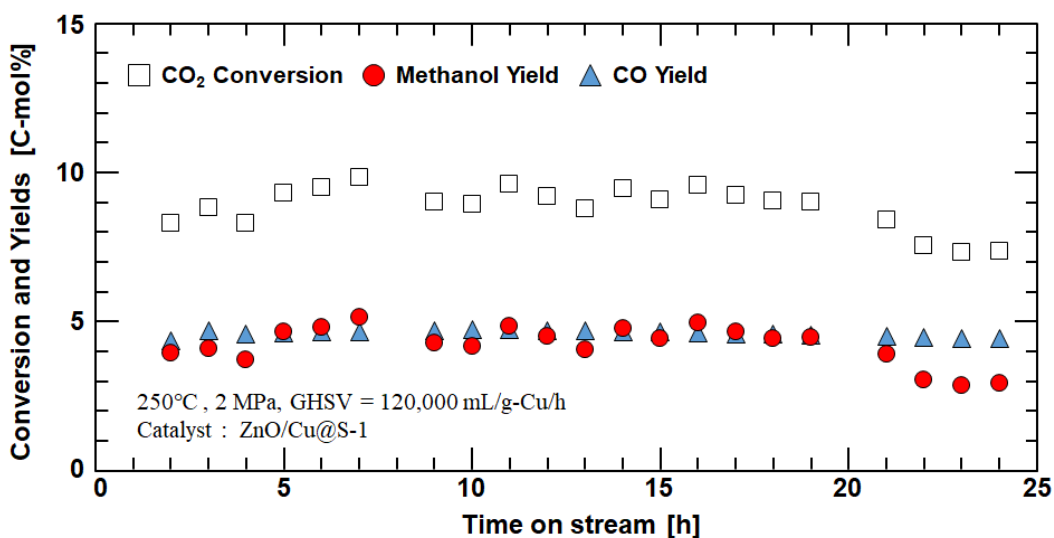 15
10
5
0
Conversion and Yields [C-mol%]
CO₂ Conversion Methanol Yield CO Yield
250℃ , 2 MPa, GHSV = 120,000 mL/g-Cu/h
Catalyst : ZnO/Cu@S-1
0 5 10 15 20 25
Time on stream [h]